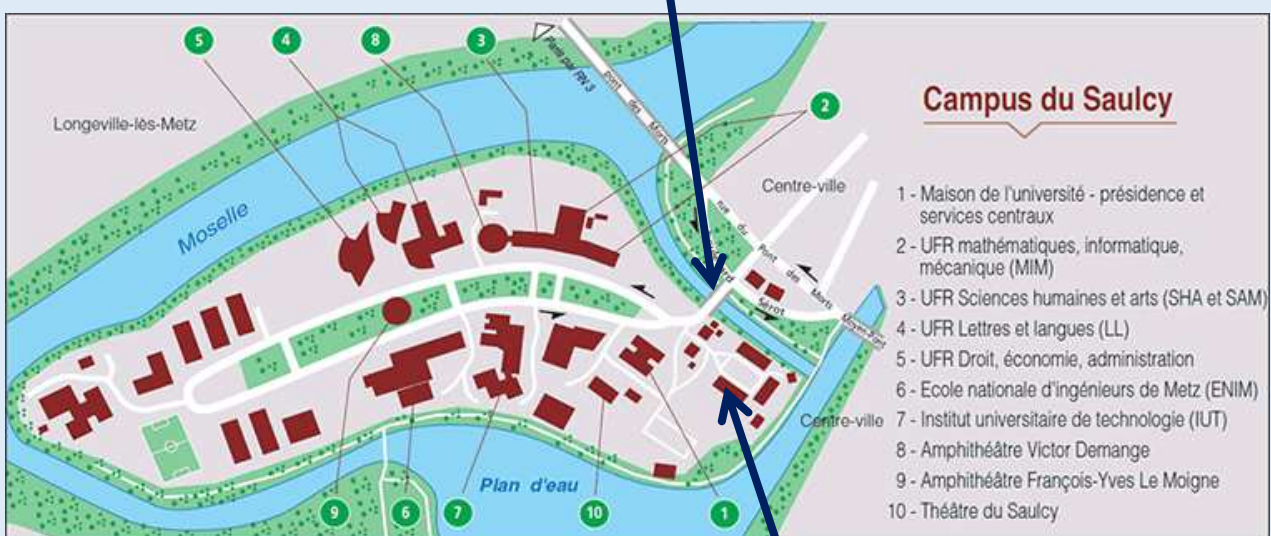 5
4
8
3
2
Paris par RN 3
pont des Morts
Longeville-lès-Metz
Centre-ville
Moselle
rue du Pont des Morts
Sérot
Moyen-Pont
Centre-ville
Plan d'eau
9
6
7
10
1
Campus du Saulcy
1 - Maison de l'université - présidence et
services centraux
2 - UFR mathématiques, informatique,
mécanique (MIM)
3 - UFR Sciences humaines et arts (SHA et SAM)
4 - UFR Lettres et langues (LL)
5 - UFR Droit, économie, administration
6 - Ecole nationale d'ingénieurs de Metz (ENIM)
7 - Institut universitaire de technologie (IUT)
8 - Amphithéâtre Victor Demange
9 - Amphithéâtre François-Yves Le Moigne
10 - Théâtre du Saulcy